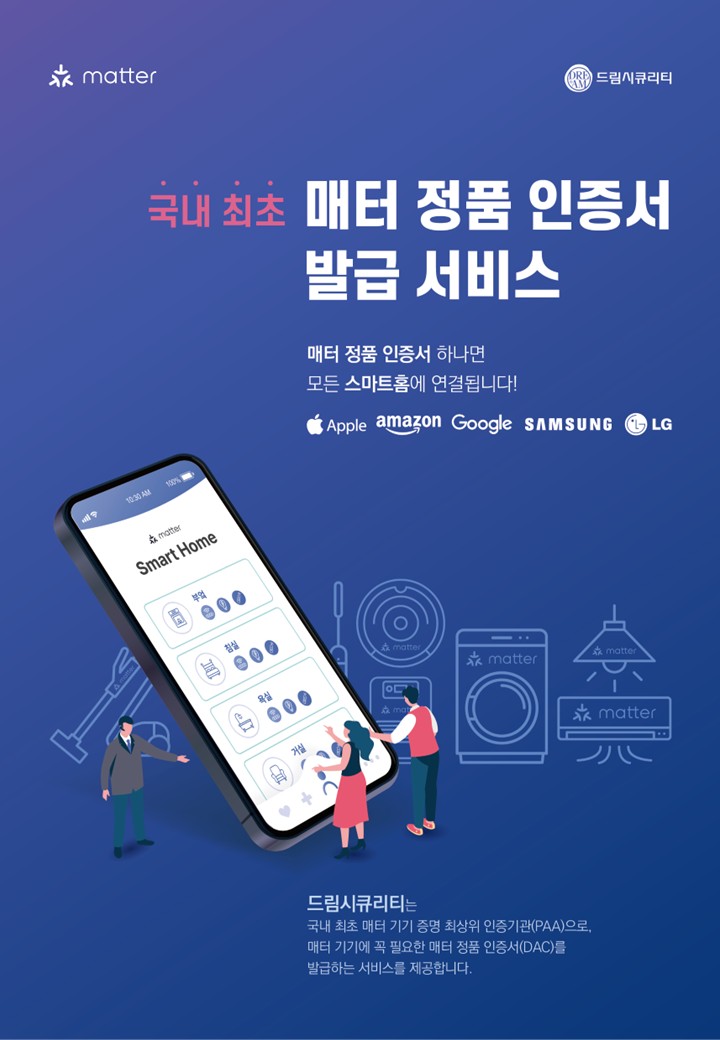 matter
DREAM 드림시큐리티
국내 최초 매터 정품 인증서
발급 서비스
매터 정품 인증서 하나면
모든 스마트홈에 연결됩니다!
Apple amazon Google SAMSUNG LG
10:30 AM 100%
matter
Smart Home
부엌
침실
욕실
거실
matter
matter
matter
mat
matter
드림시큐리티는
국내 최초 매터 기기 증명 최상위 인증기관(PAA)으로,
매터 기기에 꼭 필요한 매터 정품 인증서(DAC)를
발급하는 서비스를 제공합니다.